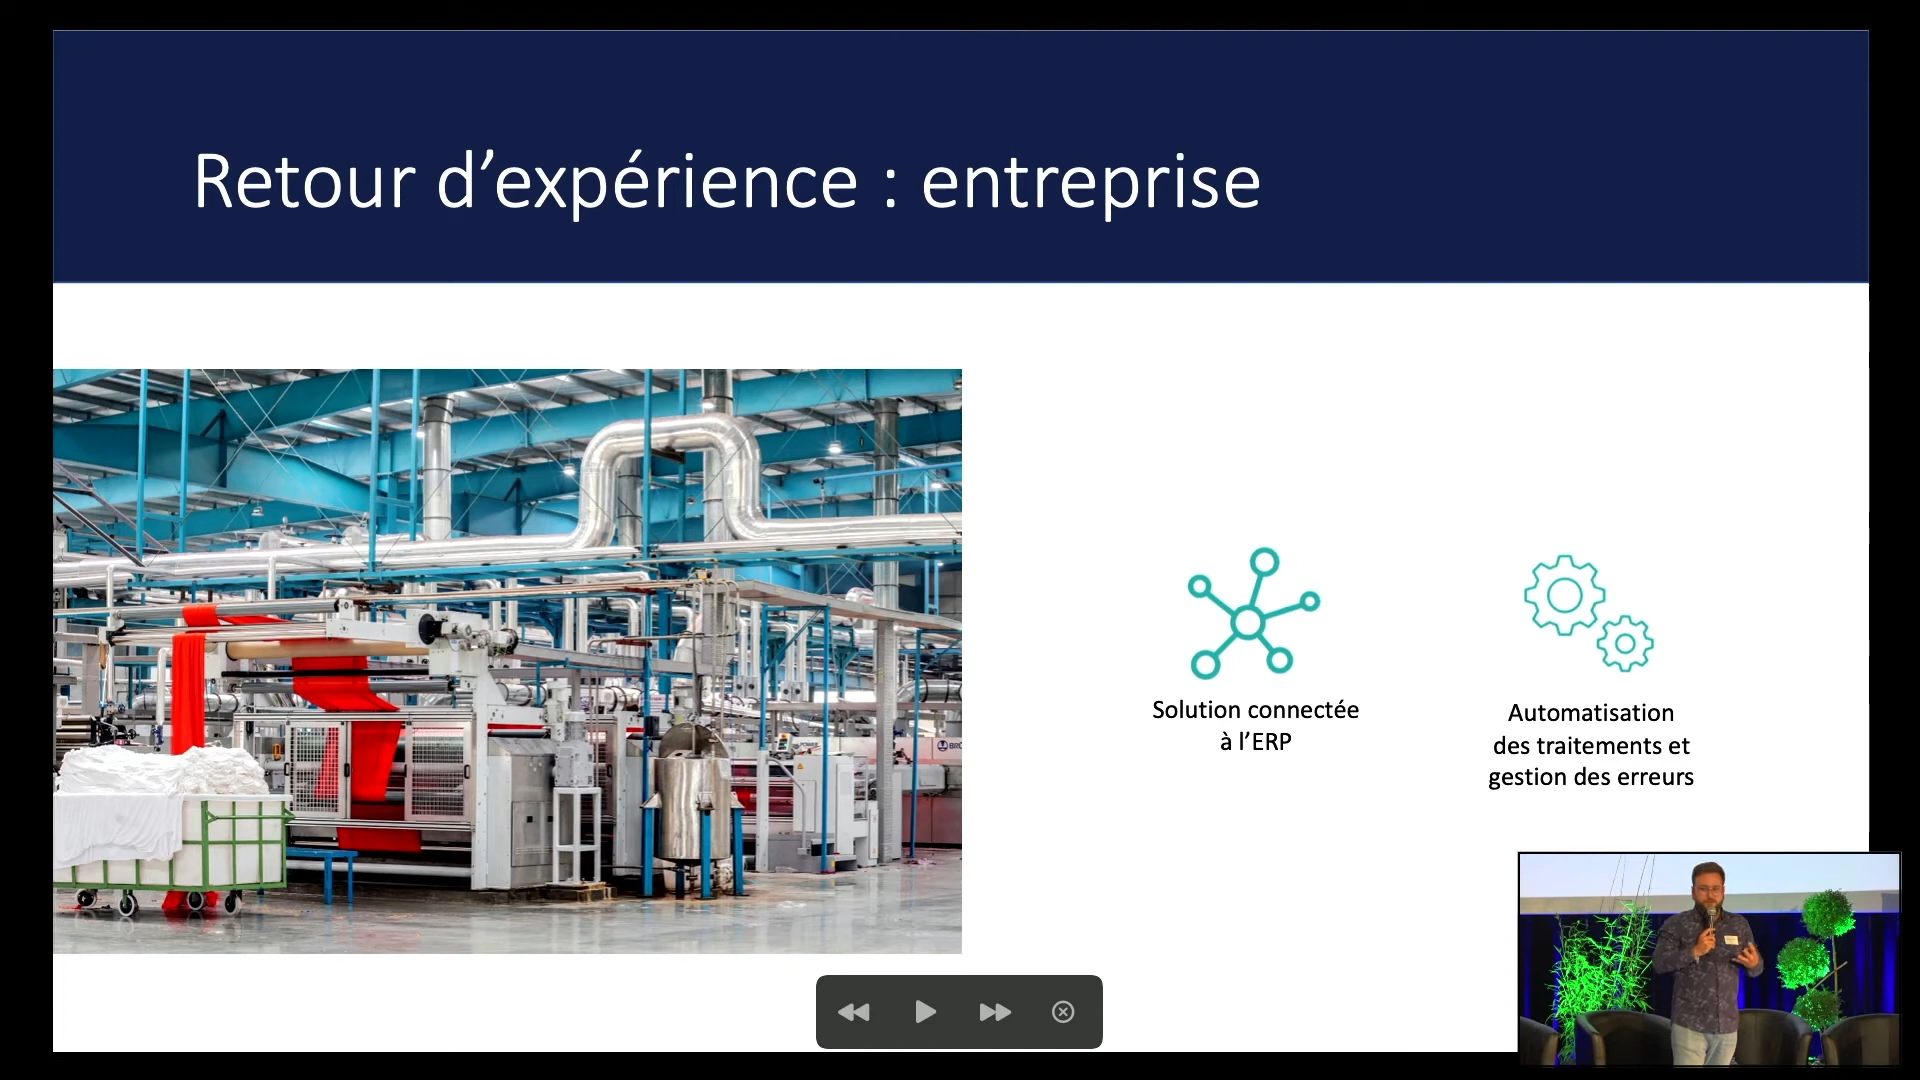 Retour d’expérience : entreprise
Solution connectée
à l’ERP
Automatisation
des traitements et
gestion des erreurs